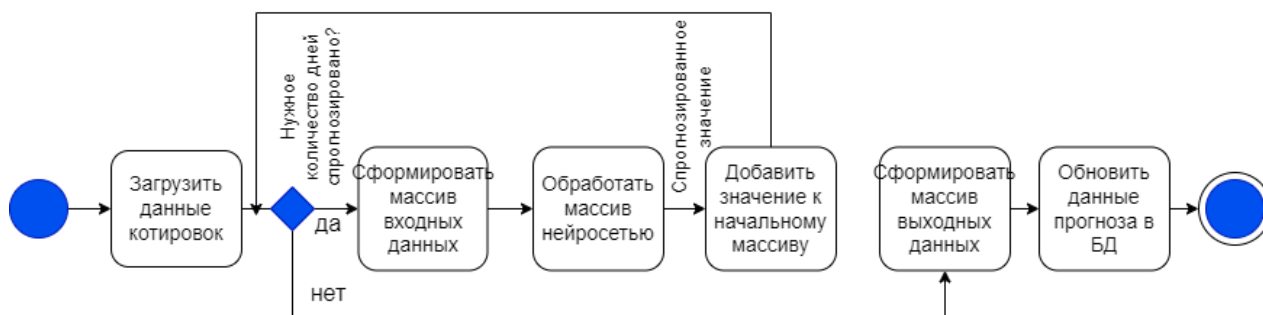 Загрузить
данные
котировок
Нужное
количество дней
спрогнозировано?
да
нет
Сформировать
массив
входных
данных
Обработать
массив
нейросетью
Спрогнозированное
значение
Добавить
значение к
начальному
массиву
Сформировать
массив
выходных
данных
Обновить
данные
прогноза в
БД